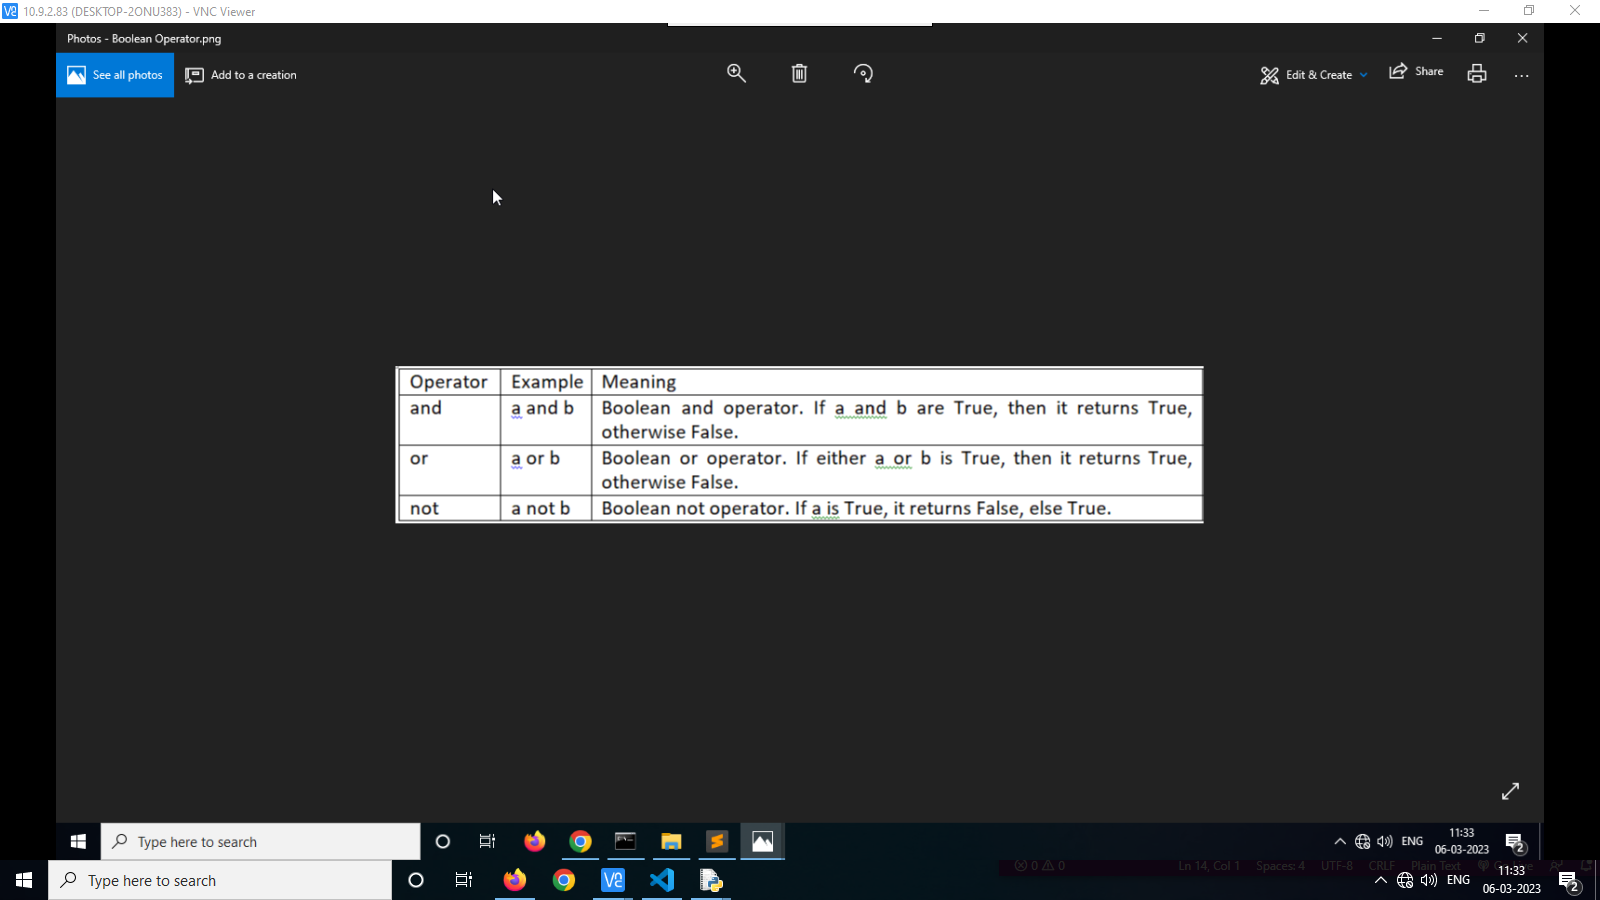 10.9.2.83 (DESKTOP-2ONU383) - VNC Viewer
Photos - Boolean Operator.png
See all photos
Add to a creation
Edit & Create
Share
Operator Example Meaning
and a and b Boolean and operator. If a and b are True, then it returns True,
otherwise False.
or a or b Boolean or operator. If either a or b is True, then it returns True,
otherwise False.
not a not b Boolean not operator. If a is True, it returns False, else True.
Type here to search
ENG
11:33
06-03-2023
2
0 0 Ln 14, Col 1 Spaces: 4 UTF-8 CRLF Plain Text
Type here to search
ENG
11:33
06-03-2023
2